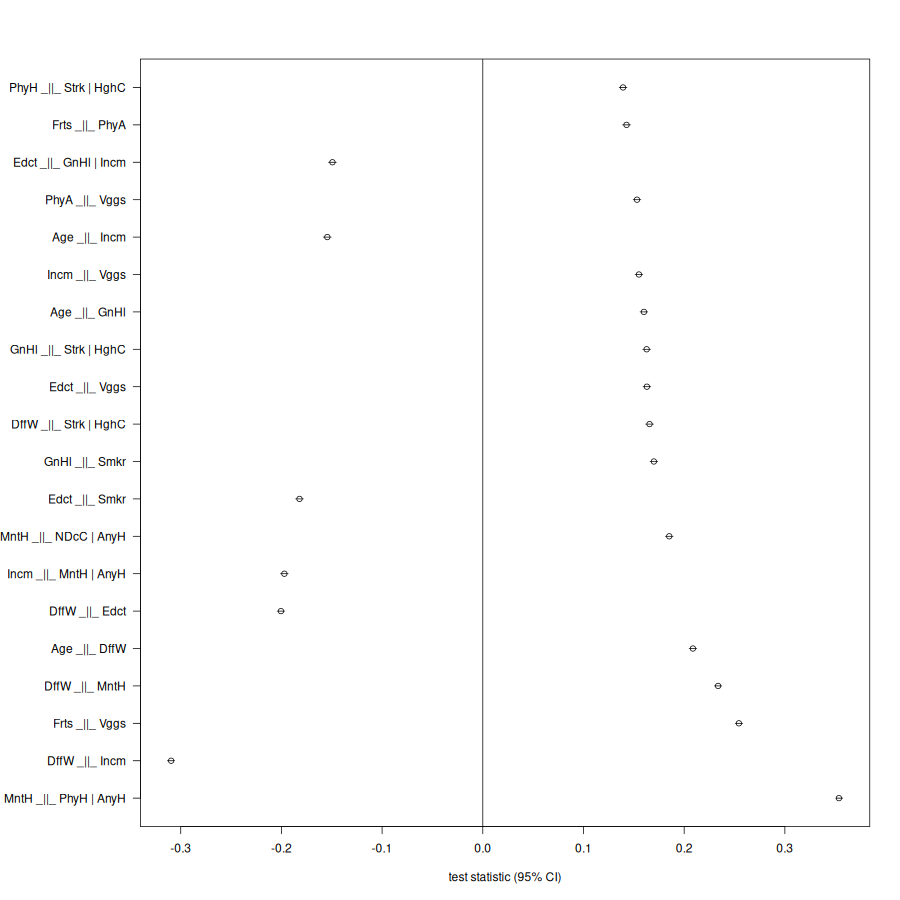 PhyH _||_ Strk | HghC
Frts _||_ PhyA
Edct _||_ GnHl | Incm
PhyA _||_ Vggs
Age _||_ Incm
Incm _||_ Vggs
Age _||_ GnHl
GnHl _||_ Strk | HghC
Edct _||_ Vggs
DffW _||_ Strk | HghC
GnHl _||_ Smkr
Edct _||_ Smkr
MntH _||_ NDcC | AnyH
Incm _||_ MntH | AnyH
DffW _||_ Edct
Age _||_ DffW
DffW _||_ MntH
Frts _||_ Vggs
DffW _||_ Incm
MntH _||_ PhyH | AnyH
-0.3 -0.2 -0.1 0.0 0.1 0.2 0.3
test statistic (95% CI)